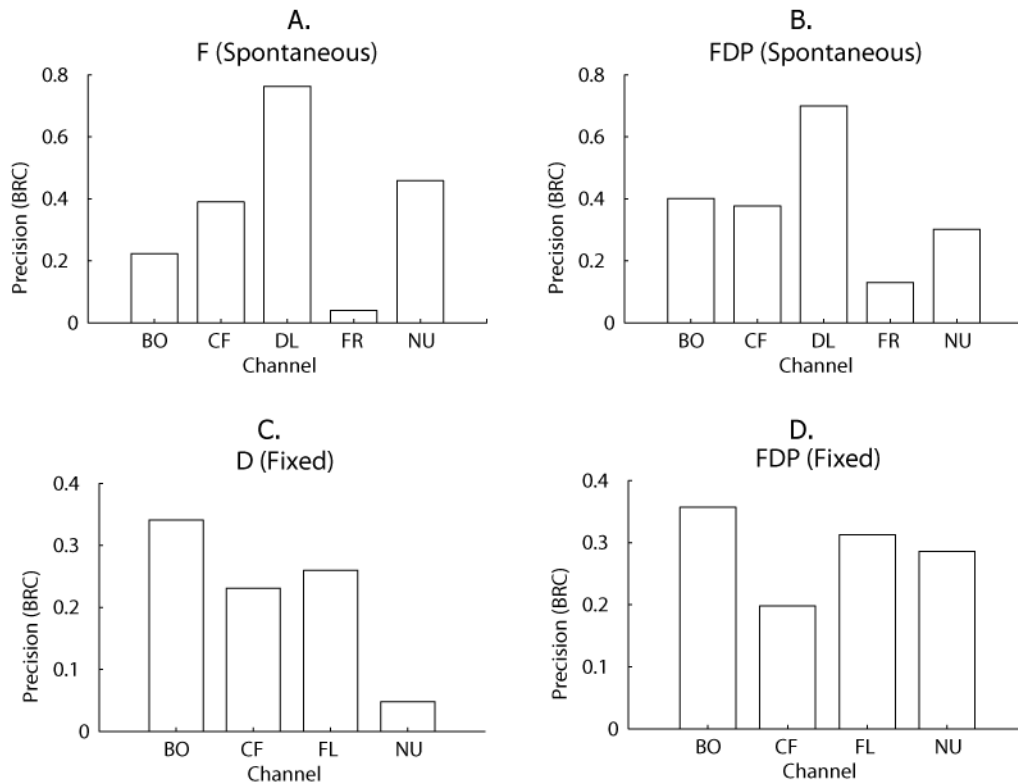 A.
F (Spontaneous)
0.8
0.6
0.4
0.2
0
Precision (BRC)
BO CF DL FR NU
Channel
B.
FDP (Spontaneous)
0.8
0.6
0.4
0.2
0
Precision (BRC)
BO CF DL FR NU
Channel
C.
D (Fixed)
0.4
0.3
0.2
0.1
0
Precision (BRC)
BO CF FL NU
Channel
D.
FDP (Fixed)
0.4
0.3
0.2
0.1
0
Precision (BRC)
BO CF FL NU
Channel